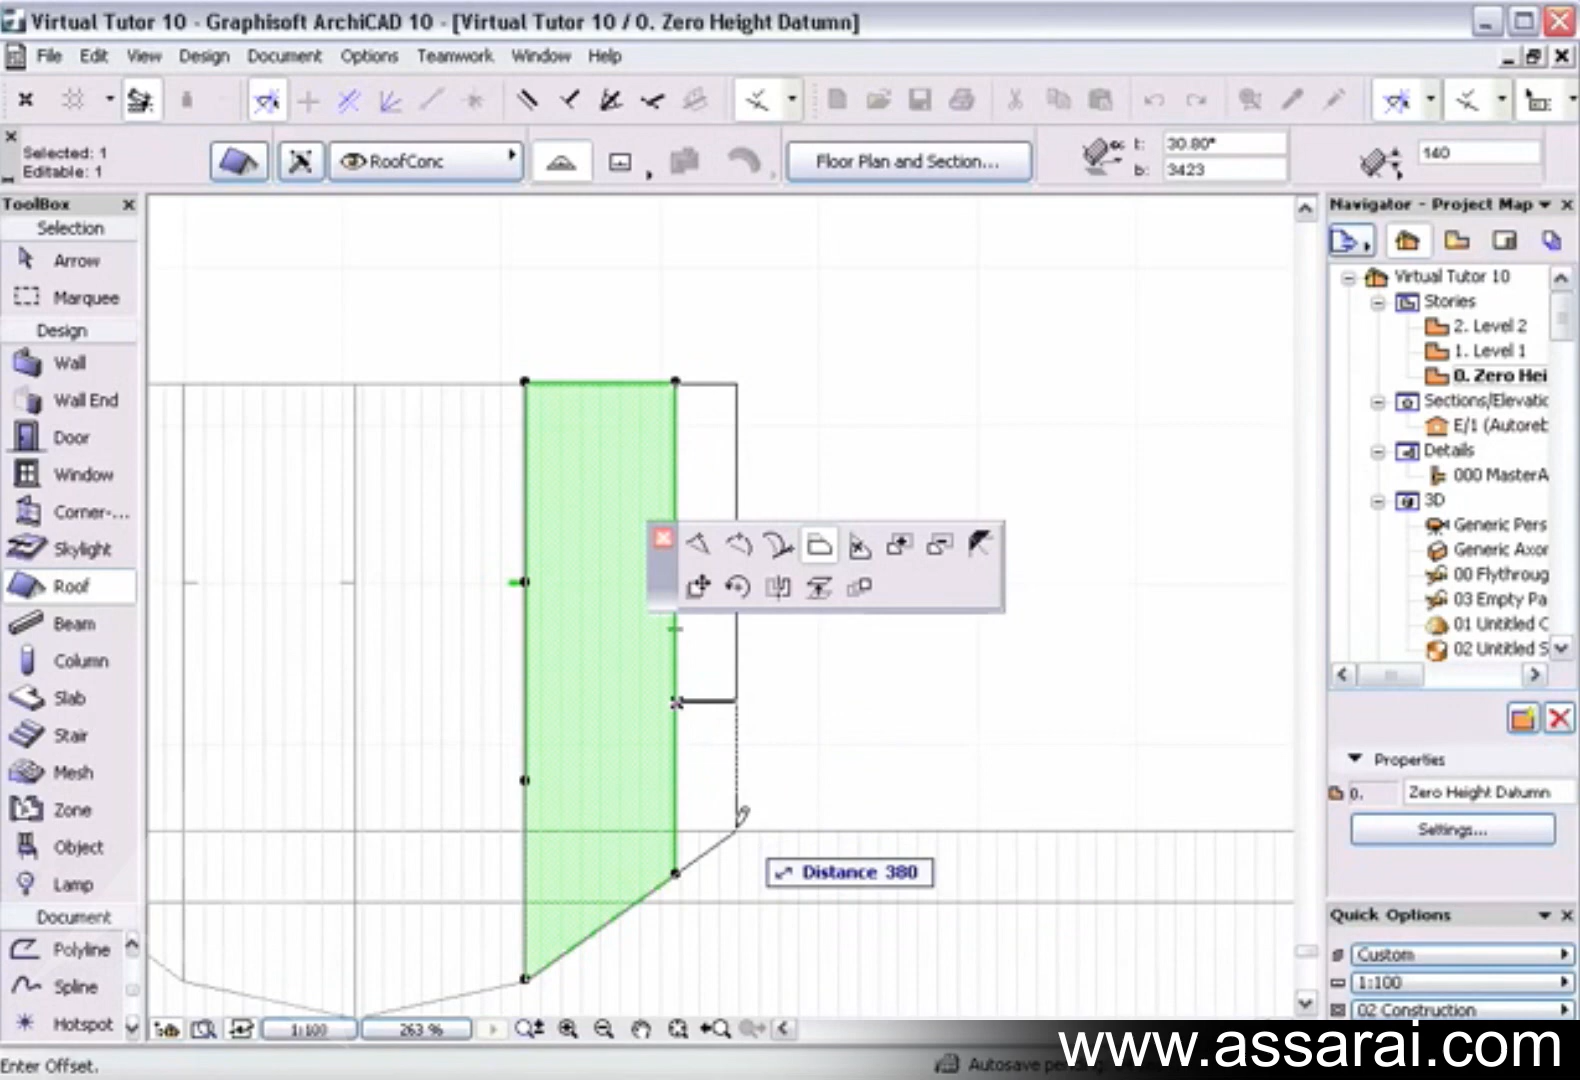 Virtual Tutor 10 - Graphisoft ArchiCAD 10 - [Virtual Tutor 10 / 0. Zero Height Datumn]
File Edit View Design Document Options Teamwork Window Help
Selected: 1
Editable: 1
RoofConc
Floor Plan and Section...
t: 30.80°
b: 3423
140
ToolBox
Selection
Arrow
Marquee
Design
Wall
Wall End
Door
Window
Corner-...
Skylight
Roof
Beam
Column
Slab
Stair
Mesh
Zone
Object
Lamp
Document
Polyline
Spline
Hotspot
Distance 380
1:100
263 %
Enter Offset.
Navigator - Project Map
Virtual Tutor 10
Stories
2. Level 2
1. Level 1
0. Zero Hei
Sections/Elevatic
E/1 (Autoreb
Details
000 MasterA
3D
Generic Pers
Generic Axor
00 Flythroug
03 Empty Pa
01 Untitled C
02 Untitled S
Properties
0. Zero Height Datumn
Settings...
Quick Options
Custom
1:100
02 Construction
Autosave
www.assarai.com